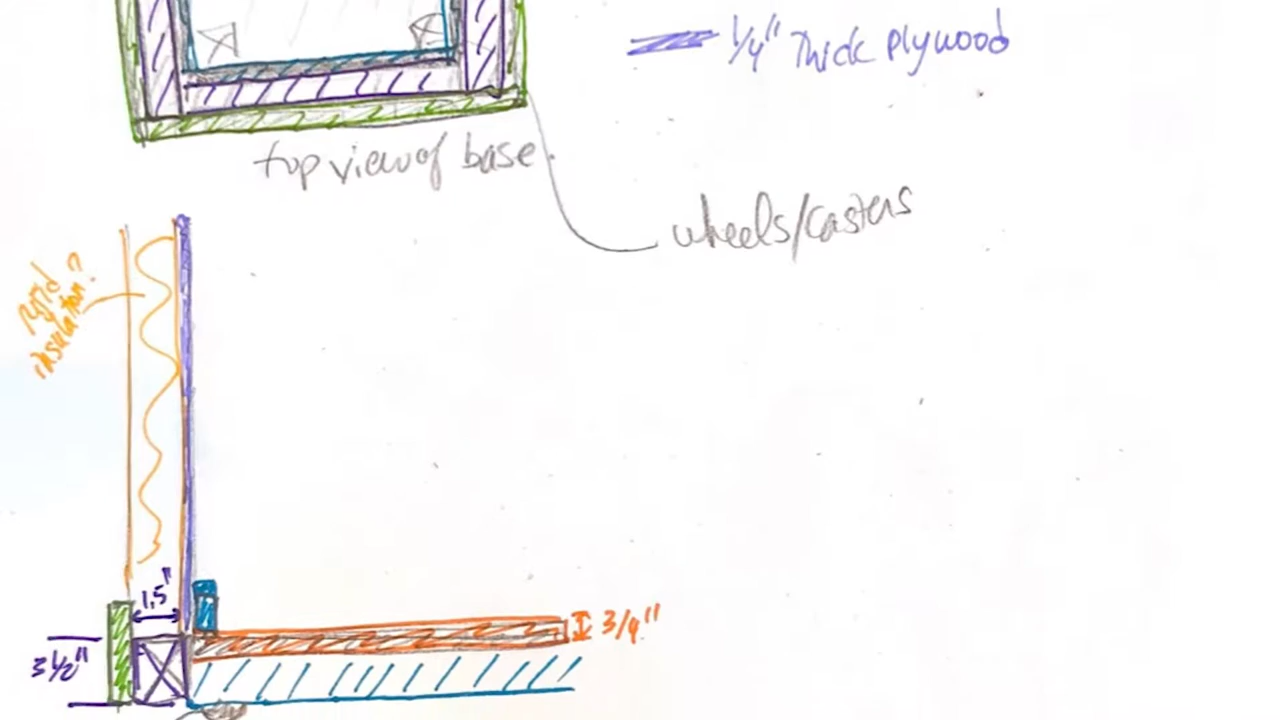 1/4" Thick plywood
top view of base
wheels/casters
rigid
insulation?
1.5"
3/4"
3 1/2"